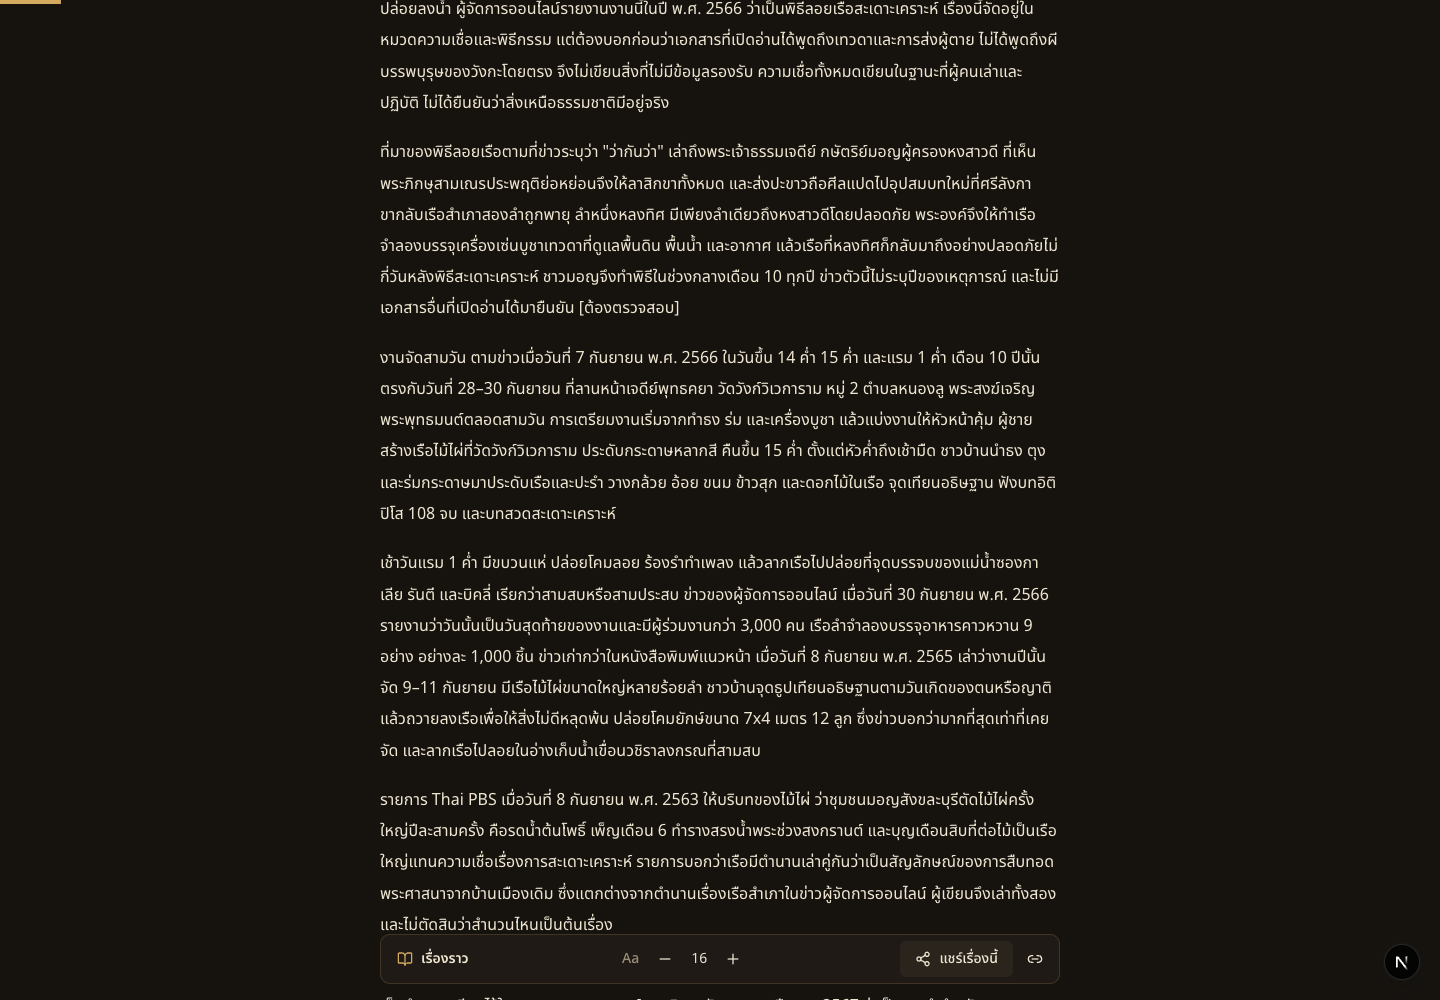 ปล่อยลงน้ำ ผู้จัดการออนไลน์รายงานงานนี้ในปี พ.ศ. 2566 ว่าเป็นพิธีลอยเรือสะเดาะเคราะห์ เรื่องนี้จัดอยู่ใน
หมวดความเชื่อและพิธีกรรม แต่ต้องบอกก่อนว่าเอกสารที่เปิดอ่านได้พูดถึงเทวดาและการส่งผู้ตาย ไม่ได้พูดถึงผี
บรรพบุรุษของวังกะโดยตรง จึงไม่เขียนสิ่งที่ไม่มีข้อมูลรองรับ ความเชื่อทั้งหมดเขียนในฐานะที่ผู้คนเล่าและ
ปฏิบัติ ไม่ได้ยืนยันว่าสิ่งเหนือธรรมชาติมีอยู่จริง
ที่มาของพิธีลอยเรือตามที่ข่าวระบุว่า "ว่ากันว่า" เล่าถึงพระเจ้าธรรมเจดีย์ กษัตริย์มอญผู้ครองหงสาวดี ที่เห็น
พระภิกษุสามเณรประพฤติย่อหย่อนจึงให้ลาสิกขาทั้งหมด และส่งปะขาวถือศีลแปดไปอุปสมบทใหม่ที่ศรีลังกา
ขากลับเรือสำเภาสองลำถูกพายุ ลำหนึ่งหลงทิศ มีเพียงลำเดียวถึงหงสาวดีโดยปลอดภัย พระองค์จึงให้ทำเรือ
จำลองบรรจุเครื่องเซ่นบูชาเทวดาที่ดูแลพื้นดิน พื้นน้ำ และอากาศ แล้วเรือที่หลงทิศก็กลับมาถึงอย่างปลอดภัยไม่
กี่วันหลังพิธีสะเดาะเคราะห์ ชาวมอญจึงทำพิธีในช่วงกลางเดือน 10 ทุกปี ข่าวตัวนี้ไม่ระบุปีของเหตุการณ์ และไม่มี
เอกสารอื่นที่เปิดอ่านได้มายืนยัน [ต้องตรวจสอบ]
งานจัดสามวัน ตามข่าวเมื่อวันที่ 7 กันยายน พ.ศ. 2566 ในวันขึ้น 14 ค่ำ 15 ค่ำ และแรม 1 ค่ำ เดือน 10 ปีนั้น
ตรงกับวันที่ 28–30 กันยายน ที่ลานหน้าเจดีย์พุทธคยา วัดวังก์วิเวการาม หมู่ 2 ตำบลหนองลู พระสงฆ์เจริญ
พระพุทธมนต์ตลอดสามวัน การเตรียมงานเริ่มจากทำธง ร่ม และเครื่องบูชา แล้วแบ่งงานให้หัวหน้าคุ้ม ผู้ชาย
สร้างเรือไม้ไผ่ที่วัดวังก์วิเวการาม ประดับกระดาษหลากสี คืนขึ้น 15 ค่ำ ตั้งแต่หัวค่ำถึงเช้ามืด ชาวบ้านนำธง ตุง
และร่มกระดาษมาประดับเรือและปะรำ วางกล้วย อ้อย ขนม ข้าวสุก และดอกไม้ในเรือ จุดเทียนอธิษฐาน ฟังบทอิติ
ปิโส 108 จบ และบทสวดสะเดาะเคราะห์
เช้าวันแรม 1 ค่ำ มีขบวนแห่ ปล่อยโคมลอย ร้องรำทำเพลง แล้วลากเรือไปปล่อยที่จุดบรรจบของแม่น้ำซองกา
เลีย รันตี และบิคลี่ เรียกว่าสามสบหรือสามประสบ ข่าวของผู้จัดการออนไลน์ เมื่อวันที่ 30 กันยายน พ.ศ. 2566
รายงานว่าวันนั้นเป็นวันสุดท้ายของงานและมีผู้ร่วมงานกว่า 3,000 คน เรือลำจำลองบรรจุอาหารคาวหวาน 9
อย่าง อย่างละ 1,000 ชิ้น ข่าวเก่ากว่าในหนังสือพิมพ์แนวหน้า เมื่อวันที่ 8 กันยายน พ.ศ. 2565 เล่าว่างานปีนั้น
จัด 9–11 กันยายน มีเรือไม้ไผ่ขนาดใหญ่หลายร้อยลำ ชาวบ้านจุดธูปเทียนอธิษฐานตามวันเกิดของตนหรือญาติ
แล้วถวายลงเรือเพื่อให้สิ่งไม่ดีหลุดพ้น ปล่อยโคมยักษ์ขนาด 7x4 เมตร 12 ลูก ซึ่งข่าวบอกว่ามากที่สุดเท่าที่เคย
จัด และลากเรือไปลอยในอ่างเก็บน้ำเขื่อนวชิราลงกรณที่สามสบ
รายการ Thai PBS เมื่อวันที่ 8 กันยายน พ.ศ. 2563 ให้บริบทของไม้ไผ่ ว่าชุมชนมอญสังขละบุรีตัดไม้ไผ่ครั้ง
ใหญ่ปีละสามครั้ง คือรดน้ำต้นโพธิ์ เพ็ญเดือน 6 ทำรางสรงน้ำพระช่วงสงกรานต์ และบุญเดือนสิบที่ต่อไม้เป็นเรือ
ใหญ่แทนความเชื่อเรื่องการสะเดาะเคราะห์ รายการบอกว่าเรือมีตำนานเล่าคู่กันว่าเป็นสัญลักษณ์ของการสืบทอด
พระศาสนาจากบ้านเมืองเดิม ซึ่งแตกต่างจากตำนานเรื่องเรือสำเภาในข่าวผู้จัดการออนไลน์ ผู้เขียนจึงเล่าทั้งสอง
และไม่ตัดสินว่าสำนวนไหนเป็นต้นเรื่อง
เรื่องราว Aa − 16 + แชร์เรื่องนี้